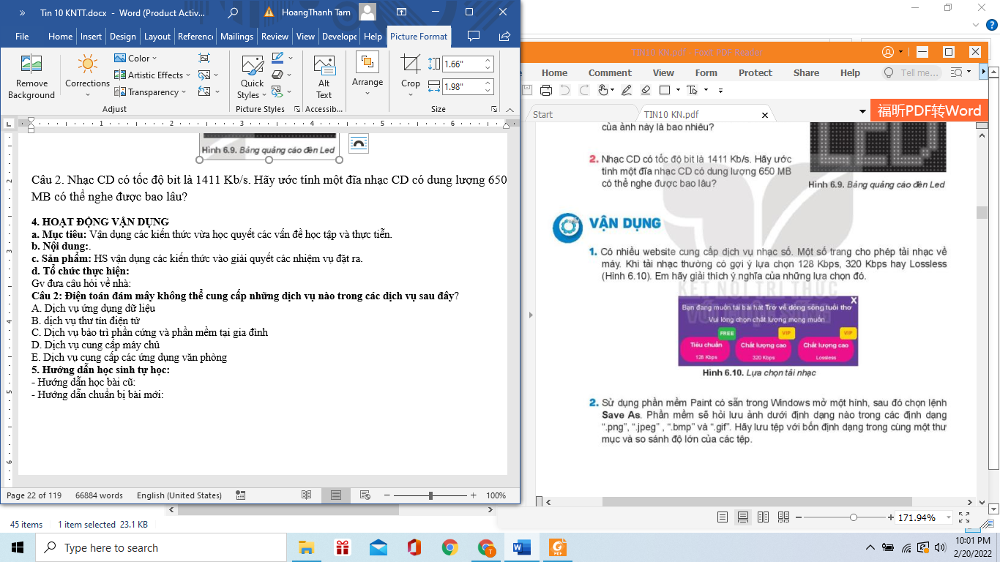 Tin 10 KNTT.docx - Word (Product Activ...
HoangThanh Tam
File Home Insert Design Layout Referenc Mailings Review View Develope Help Picture Format
Remove Background
Corrections
Color
Artistic Effects
Transparency
Adjust
Quick Styles
Picture Styles
Alt Text
Accessib...
Arrange
Crop
1.66"
1.98"
Size
Hình 6.9. Bảng quảng cáo đèn Led
Câu 2. Nhạc CD có tốc độ bit là 1411 Kb/s. Hãy ước tính một đĩa nhạc CD có dung lượng 650
MB có thể nghe được bao lâu?
4. HOẠT ĐỘNG VẬN DỤNG
a. Mục tiêu: Vận dụng các kiến thức vừa học quyết các vấn đề học tập và thực tiễn.
b. Nội dung:.
c. Sản phẩm: HS vận dụng các kiến thức vào giải quyết các nhiệm vụ đặt ra.
d. Tổ chức thực hiện:
Gv đưa câu hỏi về nhà:
Câu 2: Điện toán đám mây không thể cung cấp những dịch vụ nào trong các dịch vụ sau đây?
A. Dịch vụ ứng dụng dữ liệu
B. dịch vụ thư tín điện tử
C. Dịch vụ bảo trì phần cứng và phần mềm tại gia đình
D. Dịch vụ cung cấp máy chủ
E. Dịch vụ cung cấp các ứng dụng văn phòng
5. Hướng dẫn học sinh tự học:
- Hướng dẫn học bài cũ:
- Hướng dẫn chuẩn bị bài mới:
Page 22 of 119 66884 words English (United States) 100%
45 items 1 item selected 23.1 KB
TIN10 KN.pdf - Foxit PDF Reader
Home Comment View Form Protect Share Help Tell me...
Start TIN10 KN.pdf
福昕PDF转Word
của ảnh này là bao nhiêu?
2. Nhạc CD có tốc độ bit là 1411 Kb/s. Hãy ước
tính một đĩa nhạc CD có dung lượng 650 MB
có thể nghe được bao lâu?
LED
Hình 6.9. Bảng quảng cáo đèn Led
VẬN DỤNG
1. Có nhiều website cung cấp dịch vụ nhạc số. Một số trang cho phép tải nhạc về
máy. Khi tải nhạc thường có gợi ý lựa chọn 128 Kbps, 320 Kbps hay Lossless
(Hình 6.10). Em hãy giải thích ý nghĩa của những lựa chọn đó.
KẾT NỐI TRI THỨC
VỚI CUỘC SỐNG
X
Bạn đang muốn tải bài hát Trở về dòng sông tuổi thơ
Vui lòng chọn chất lượng mong muốn
FREE VIP VIP
Tiêu chuẩn Chất lượng cao Chất lượng cao
128 Kbps 320 Kbps Lossless
Hình 6.10. Lựa chọn tải nhạc
2. Sử dụng phần mềm Paint có sẵn trong Windows mở một hình, sau đó chọn lệnh
Save As. Phần mềm sẽ hỏi lưu ảnh dưới định dạng nào trong các định dạng
“.png”, “.jpeg” , “.bmp” và “.gif”. Hãy lưu tệp với bốn định dạng trong cùng một thư
mục và so sánh độ lớn của các tệp.
171.94%
Type here to search
10:01 PM
2/20/2022